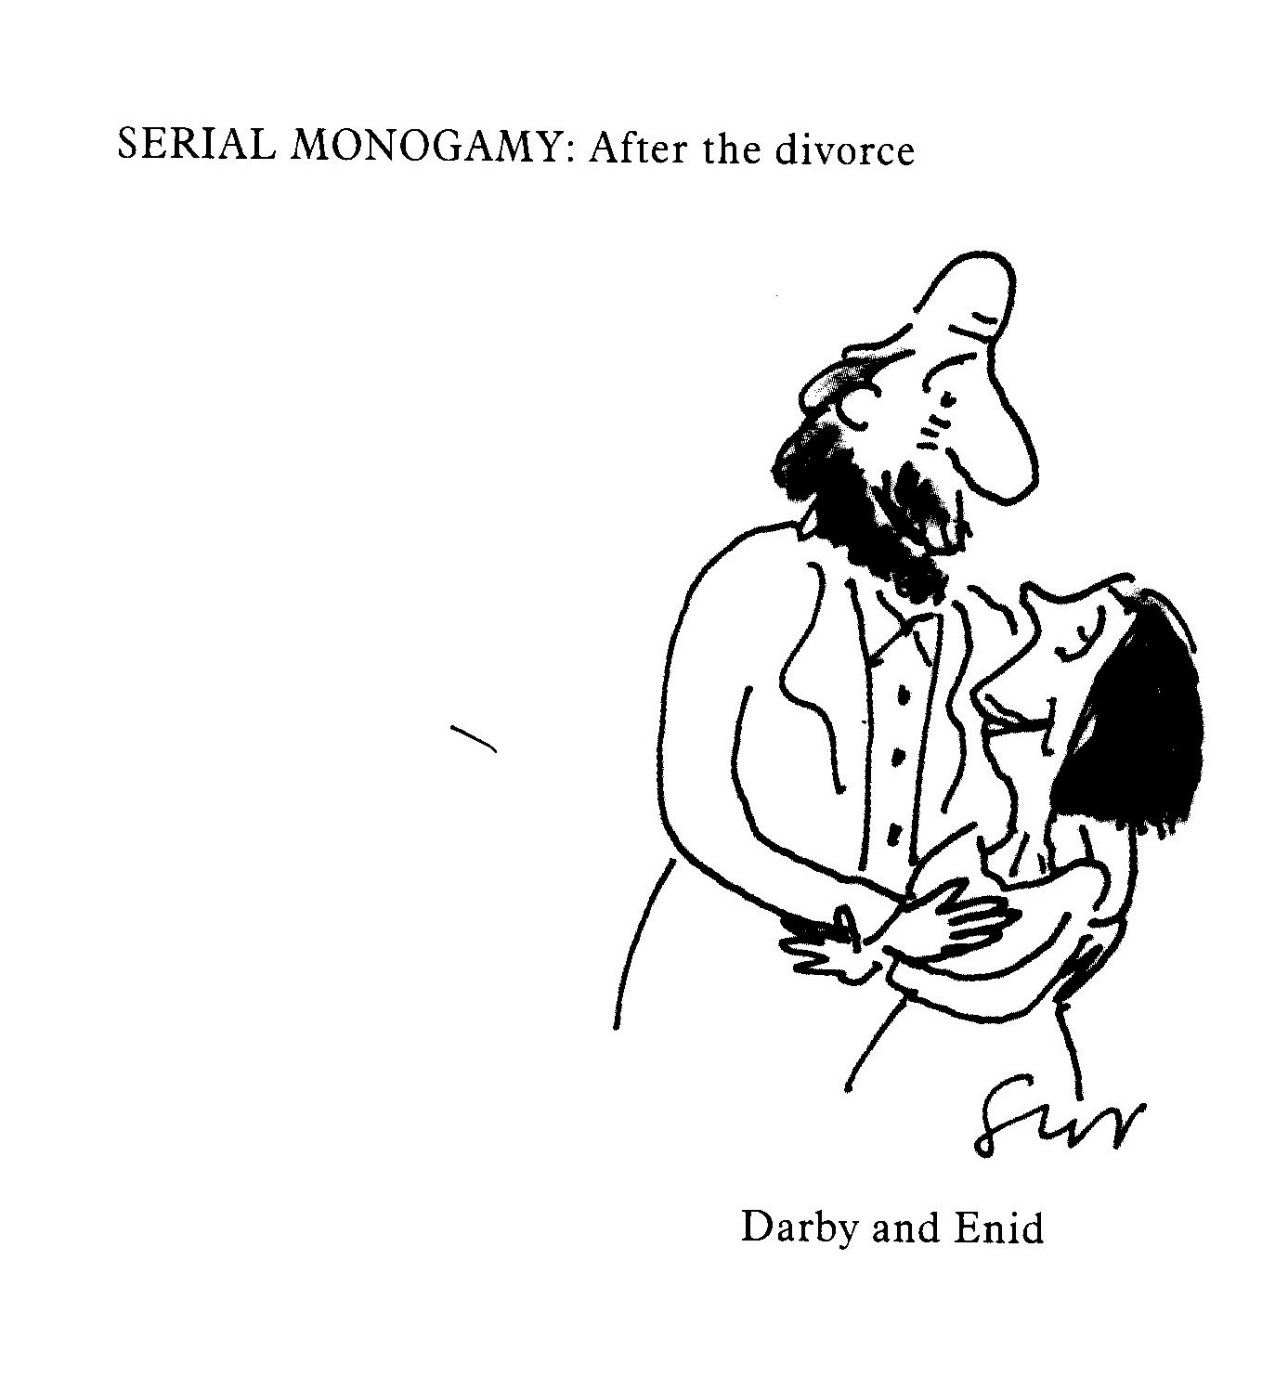 SERIAL MONOGAMY: After the divorce
Darby and Enid